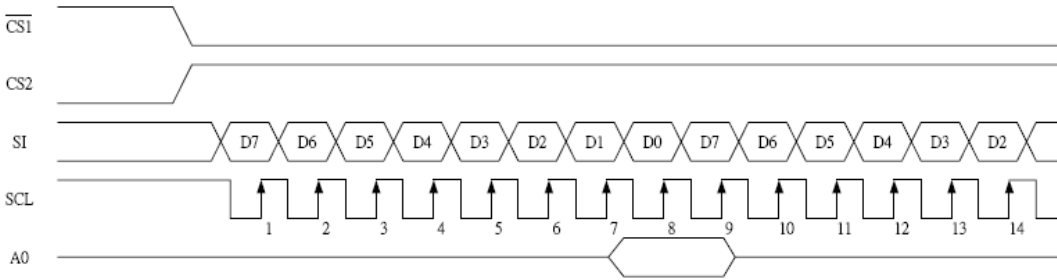 CS1
CS2
SI D7 D6 D5 D4 D3 D2 D1 D0 D7 D6 D5 D4 D3 D2
SCL
1 2 3 4 5 6 7 8 9 10 11 12 13 14
A0